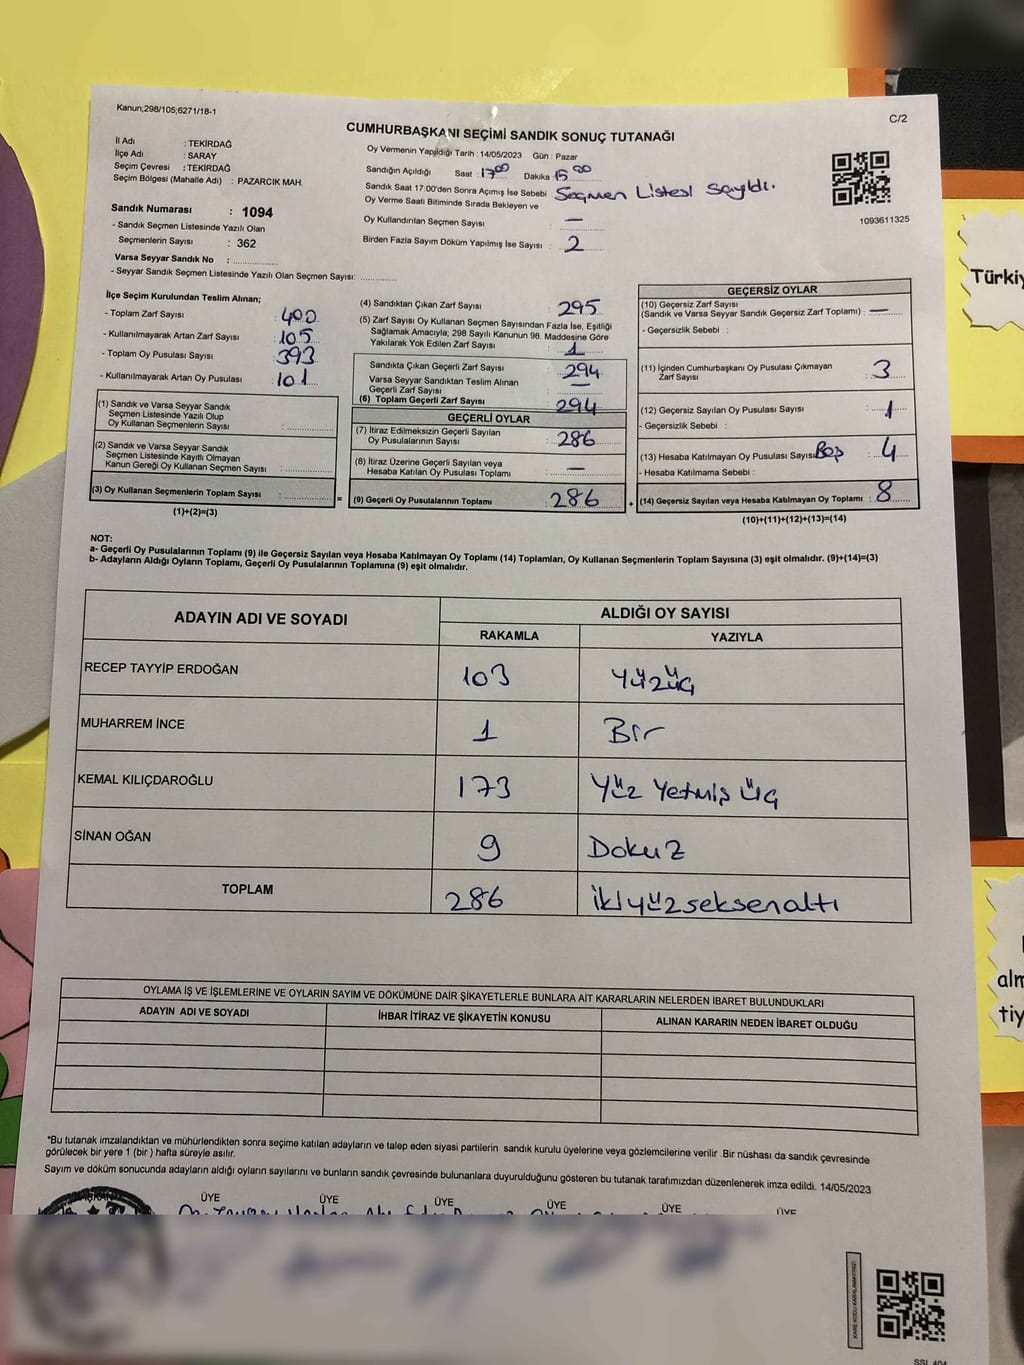 Kanun;298/105;6271/18-1
C/2
CUMHURBAŞKANI SEÇİMİ SANDIK SONUÇ TUTANAĞI
İl Adı : TEKİRDAĞ
İlçe Adı : SARAY
Seçim Çevresi : TEKİRDAĞ
Seçim Bölgesi (Mahalle Adı) : PAZARCIK MAH.
Oy Vermenin Yapıldığı Tarih : 14/05/2023 Gün : Pazar
Sandığın Açıldığı Saat : 17 00 Dakika : 15 00
Sandık Saat 17:00'den Sonra Açımış İse Sebebi : Seçmen Listesi Sayıldı.
Oy Verme Saati Bitiminde Sırada Bekleyen ve
Oy Kullandırılan Seçmen Sayısı : —
Birden Fazla Sayım Döküm Yapılmış İse Sayısı : 2
1093611325
Sandık Numarası : 1094
- Sandık Seçmen Listesinde Yazılı Olan
Seçmenlerin Sayısı : 362
Varsa Seyyar Sandık No : ..............
- Seyyar Sandık Seçmen Listesinde Yazılı Olan Seçmen Sayısı: ............
İlçe Seçim Kurulundan Teslim Alınan;
- Toplam Zarf Sayısı : 400
- Kullanılmayarak Artan Zarf Sayısı : 105
- Toplam Oy Pusulası Sayısı : 393
- Kullanılmayarak Artan Oy Pusulası : 101
(1) Sandık ve Varsa Seyyar Sandık
Seçmen Listesinde Yazılı Olup
Oy Kullanan Seçmenlerin Sayısı :
(2) Sandık ve Varsa Seyyar Sandık
Seçmen Listesinde Kayıtlı Olmayan
Kanun Gereği Oy Kullanan Seçmen Sayısı :
(3) Oy Kullanan Seçmenlerin Toplam Sayısı : =
(1)+(2)=(3)
(4) Sandıktan Çıkan Zarf Sayısı : 295
(5) Zarf Sayısı Oy Kullanan Seçmen Sayısından Fazla İse, Eşitliği
Sağlamak Amacıyla; 298 Sayılı Kanunun 98. Maddesine Göre
Yakılarak Yok Edilen Zarf Sayısı : 1
Sandıkta Çıkan Geçerli Zarf Sayısı : 294
Varsa Seyyar Sandıktan Teslim Alınan
Geçerli Zarf Sayısı : —
(6) Toplam Geçerli Zarf Sayısı : 294
GEÇERLİ OYLAR
(7) İtiraz Edilmeksizin Geçerli Sayılan
Oy Pusulalarının Sayısı : 286
(8) İtiraz Üzerine Geçerli Sayılan veya
Hesaba Katılan Oy Pusulası Toplamı : —
(9) Geçerli Oy Pusulalarının Toplamı : 286 +
GEÇERSİZ OYLAR
(10) Geçersiz Zarf Sayısı
(Sandık ve Varsa Seyyar Sandık Geçersiz Zarf Toplamı) : —
- Geçersizlik Sebebi :
(11) İçinden Cumhurbaşkanı Oy Pusulası Çıkmayan
Zarf Sayısı : 3
(12) Geçersiz Sayılan Oy Pusulası Sayısı : 1
- Geçersizlik Sebebi :
(13) Hesaba Katılmayan Oy Pusulası Sayısı Boş : 4
- Hesaba Katılmama Sebebi :
(14) Geçersiz Sayılan veya Hesaba Katılmayan Oy Toplamı : 8
(10)+(11)+(12)+(13)=(14)
NOT:
a- Geçerli Oy Pusulalarının Toplamı (9) ile Geçersiz Sayılan veya Hesaba Katılmayan Oy Toplamı (14) Toplamları, Oy Kullanan Seçmenlerin Toplam Sayısına (3) eşit olmalıdır. (9)+(14)=(3)
b- Adayların Aldığı Oyların Toplamı, Geçerli Oy Pusulalarının Toplamına (9) eşit olmalıdır.
ADAYIN ADI VE SOYADI
ALDIĞI OY SAYISI
RAKAMLA YAZIYLA
RECEP TAYYİP ERDOĞAN 103 Yüzüç
MUHARREM İNCE 1 Bir
KEMAL KILIÇDAROĞLU 173 Yüz Yetmiş üç
SİNAN OĞAN 9 Dokuz
TOPLAM 286 ikiyüzseksenaltı
OYLAMA İŞ VE İŞLEMLERİNE VE OYLARIN SAYIM VE DÖKÜMÜNE DAİR ŞİKAYETLERLE BUNLARA AİT KARARLARIN NELERDEN İBARET BULUNDUKLARI
ADAYIN ADI VE SOYADI İHBAR İTİRAZ VE ŞİKAYETİN KONUSU ALINAN KARARIN NEDEN İBARET OLDUĞU
*Bu tutanak imzalandıktan ve mühürlendikten sonra seçime katılan adayların ve talep eden siyasi partilerin sandık kurulu üyelerine veya gözlemcilerine verilir .Bir nüshası da sandık çevresinde
görülecek bir yere 1 (bir ) hafta süreyle asılır.
Sayım ve döküm sonucunda adayların aldığı oyların sayılarını ve bunların sandık çevresinde bulunanlara duyurulduğunu gösteren bu tutanak tarafımızdan düzenlenerek imza edildi. 14/05/2023
ÜYE ÜYE ÜYE ÜYE ÜYE ÜYE
Türkiy
alm
tiy